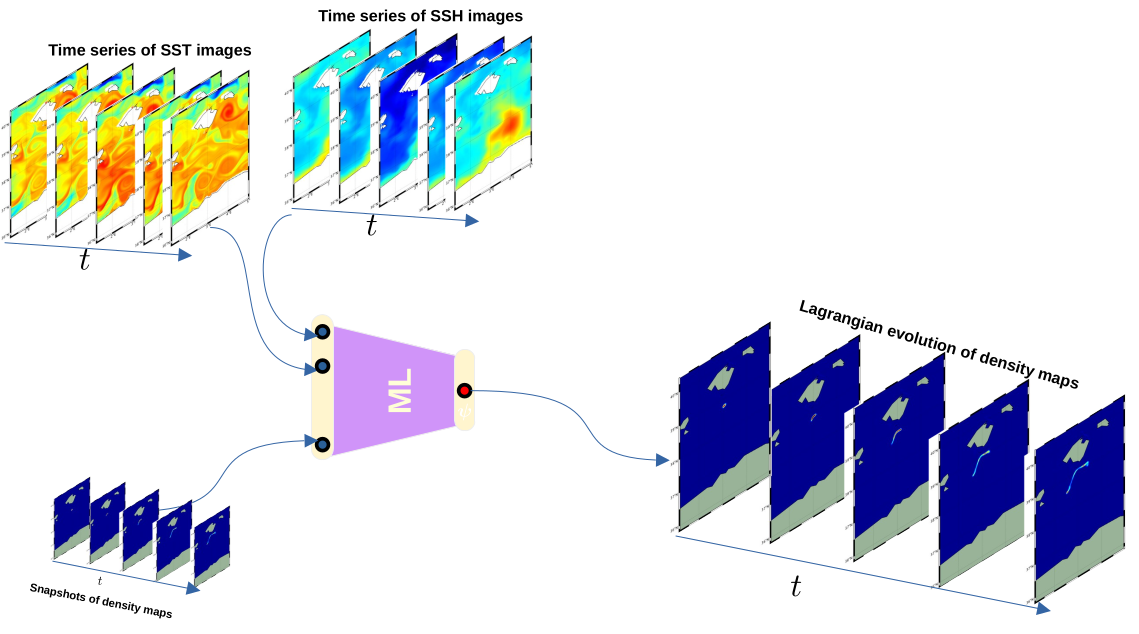 Time series of SSH images
Time series of SST images
t
t
ML
Lagrangian evolution of density maps
t
Snapshots of density maps
t